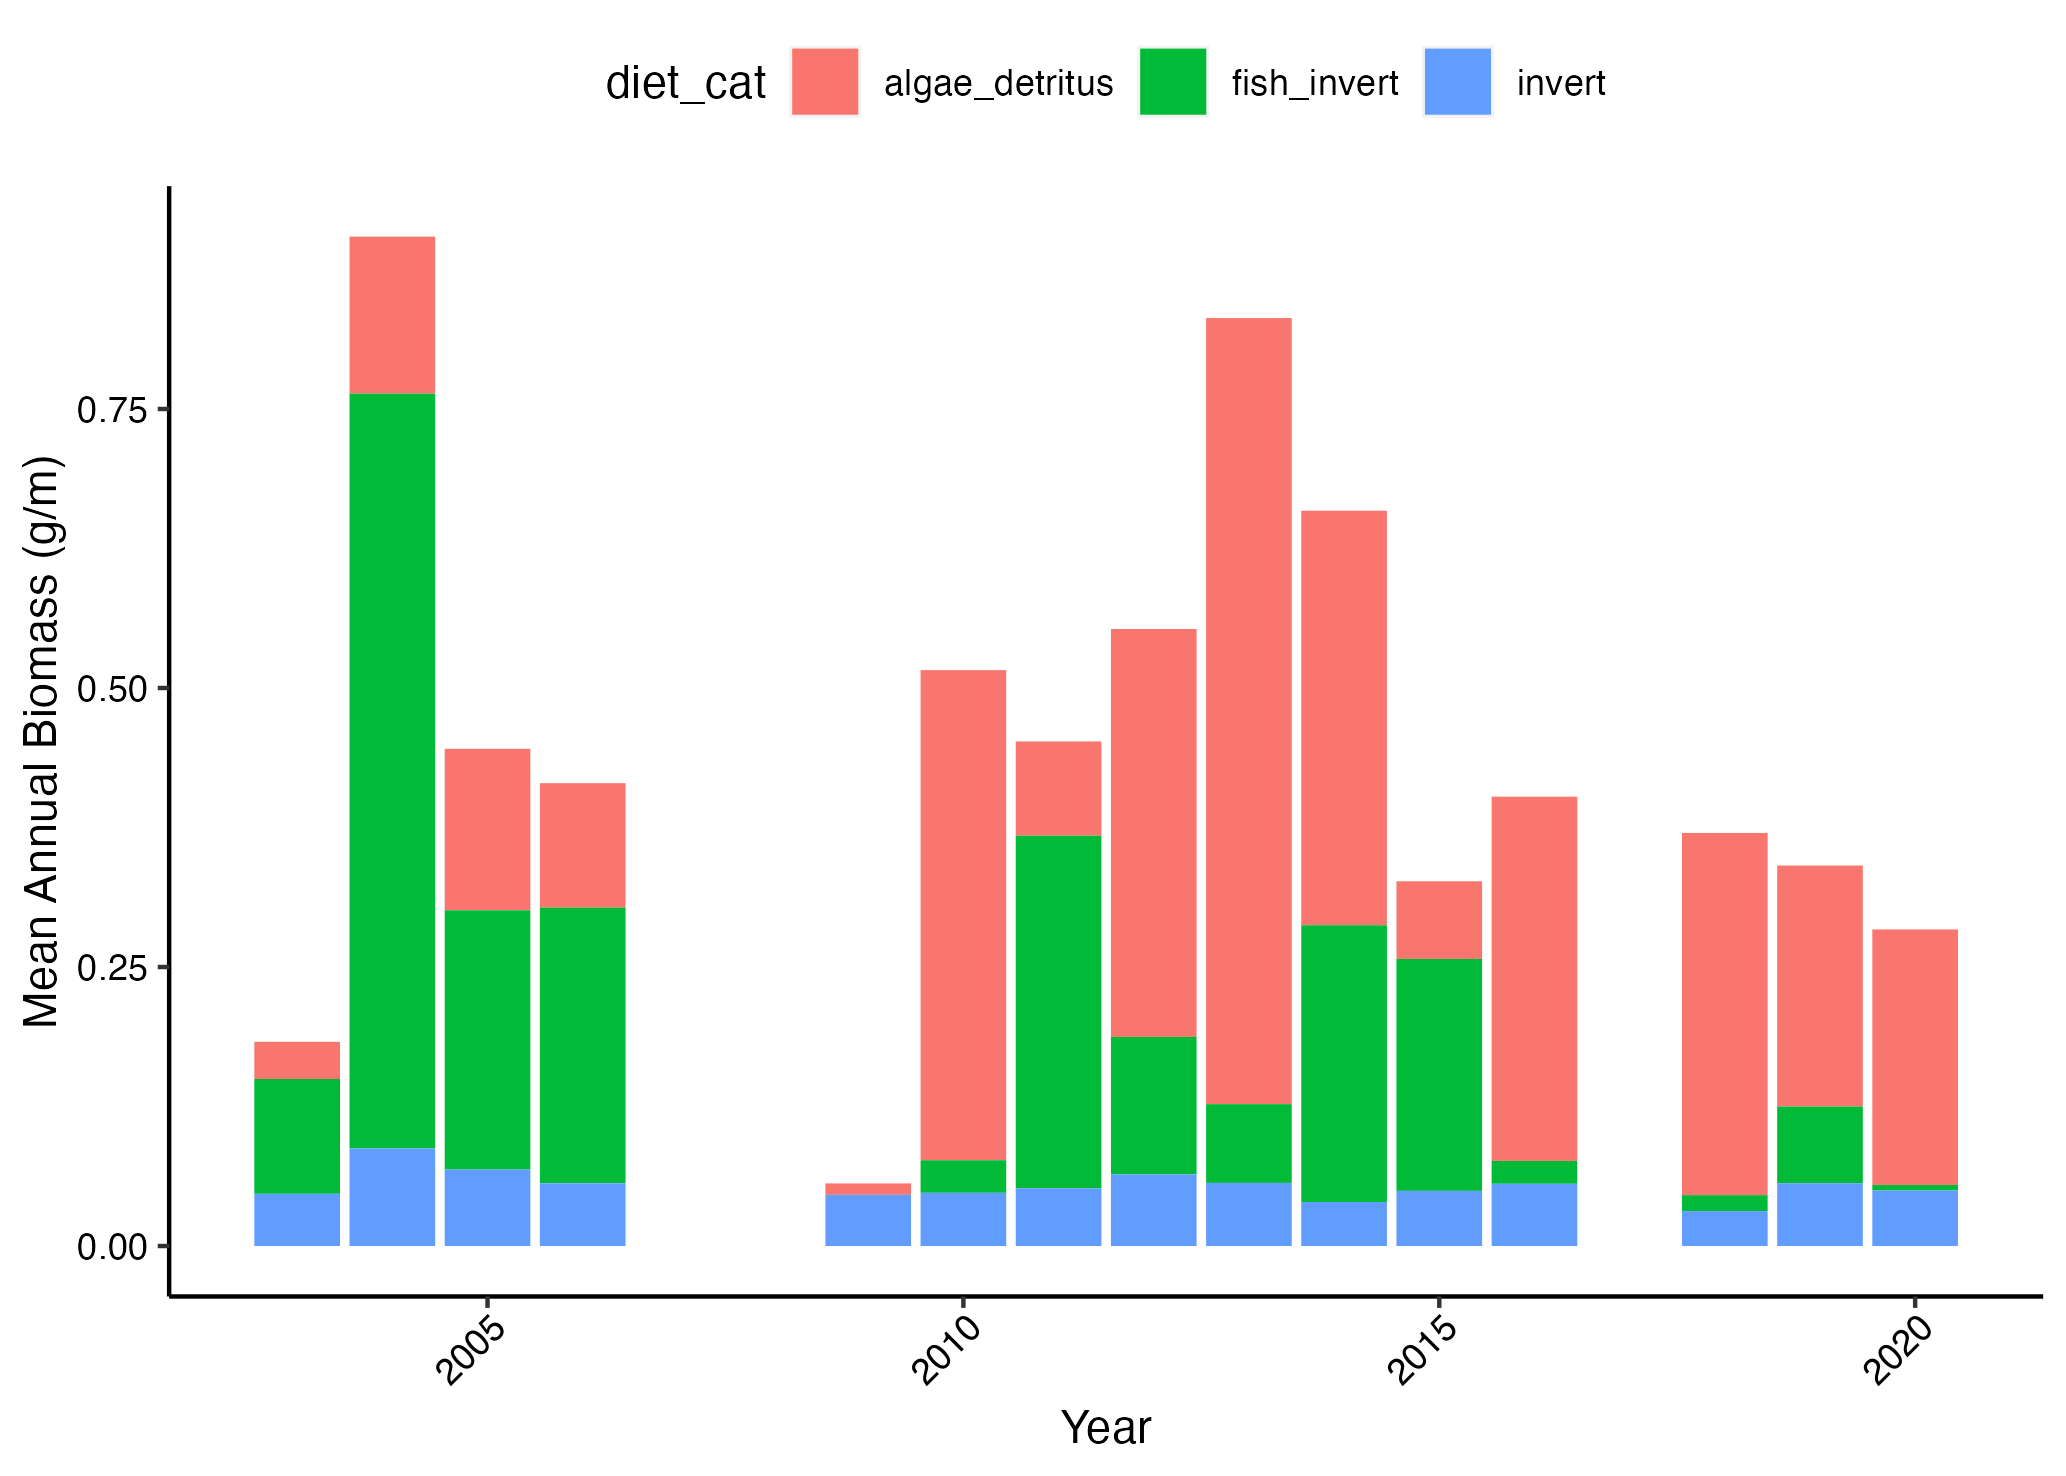 diet_cat algae_detritus fish_invert invert
Mean Annual Biomass (g/m)
0.75
0.50
0.25
0.00
2005 2010 2015 2020
Year